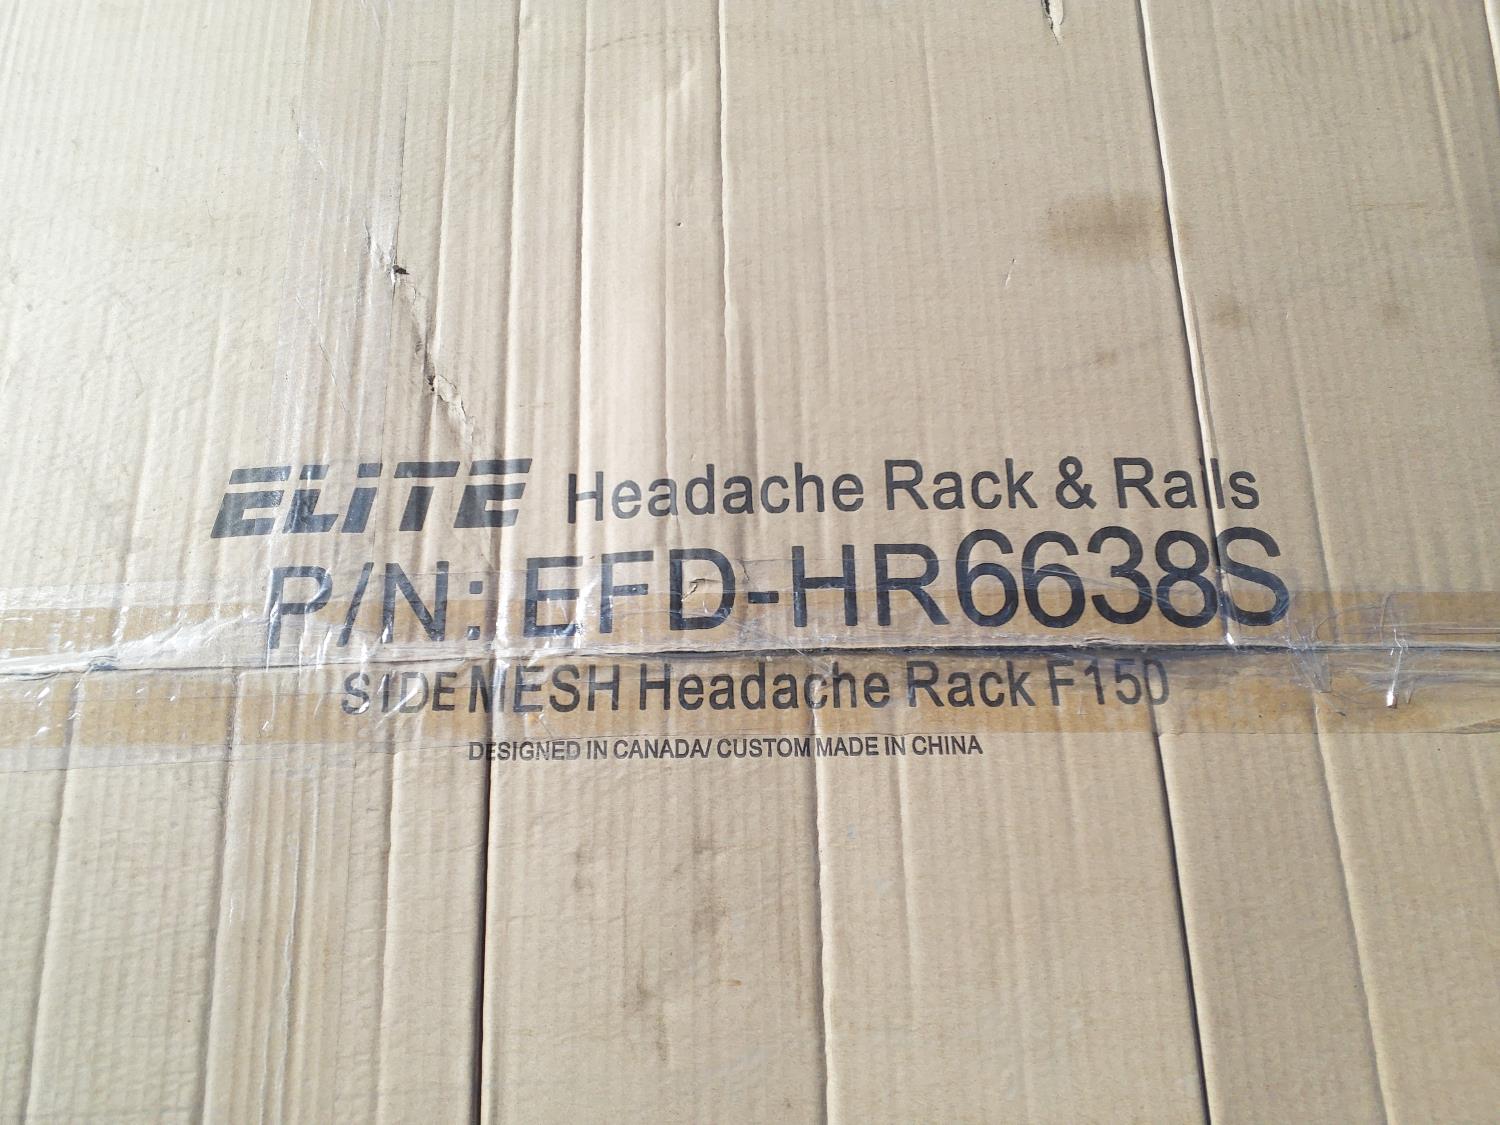 ELITE Headache Rack & Rails
P/N: EFD-HR6638S
SIDE MESH Headache Rack F150
DESIGNED IN CANADA/ CUSTOM MADE IN CHINA